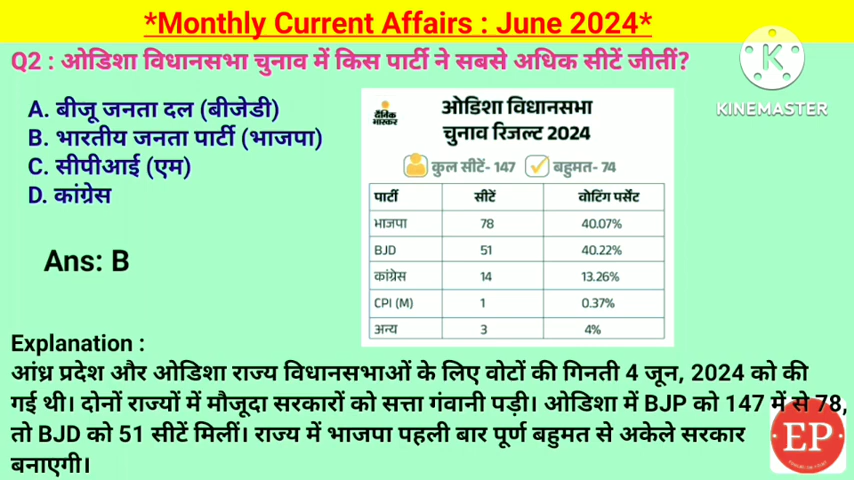 *Monthly Current Affairs : June 2024*
Q2 : ओडिशा विधानसभा चुनाव में किस पार्टी ने सबसे अधिक सीटें जीतीं?
K
KINEMASTER
A. बीजू जनता दल (बीजेडी)
B. भारतीय जनता पार्टी (भाजपा)
C. सीपीआई (एम)
D. कांग्रेस
Ans: B
दैनिक
भास्कर
ओडिशा विधानसभा
चुनाव रिजल्ट 2024
कुल सीटें- 147 बहुमत- 74
पार्टी सीटें वोटिंग पर्सेंट
भाजपा 78 40.07%
BJD 51 40.22%
कांग्रेस 14 13.26%
CPI (M) 1 0.37%
अन्य 3 4%
Explanation :
आंध्र प्रदेश और ओडिशा राज्य विधानसभाओं के लिए वोटों की गिनती 4 जून, 2024 को की
गई थी। दोनों राज्यों में मौजूदा सरकारों को सत्ता गंवानी पड़ी। ओडिशा में BJP को 147 में से 78,
तो BJD को 51 सीटें मिलीं। राज्य में भाजपा पहली बार पूर्ण बहुमत से अकेले सरकार
बनाएगी।
EP